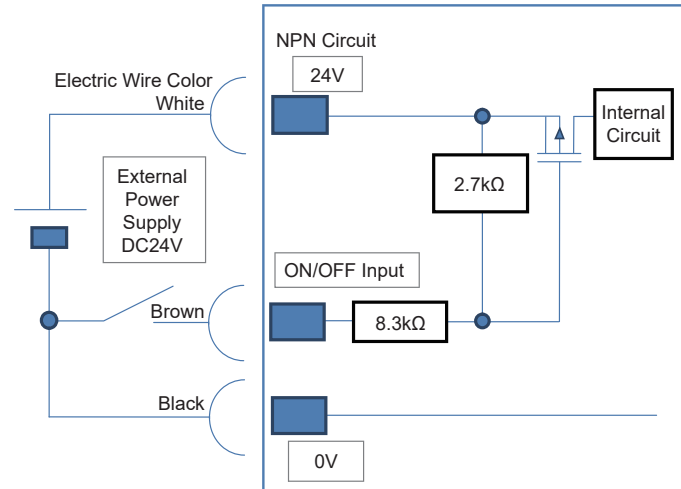 NPN Circuit
Electric Wire Color
White
24V
Internal
Circuit
External
Power
Supply
DC24V
2.7kΩ
ON/OFF Input
Brown
8.3kΩ
Black
0V